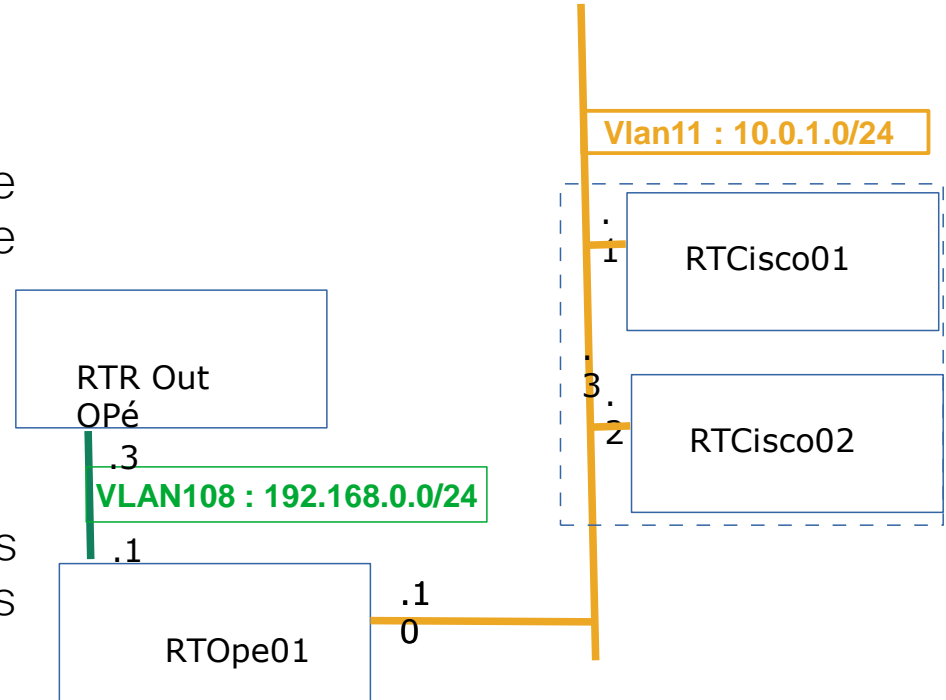 Vlan11 : 10.0.1.0/24
e
e
.
1
RTCisco01
RTR Out
OPé
.
3
.
2
RTCisco02
.3
VLAN108 : 192.168.0.0/24
s
s
.1
.1
0
RTOpe01